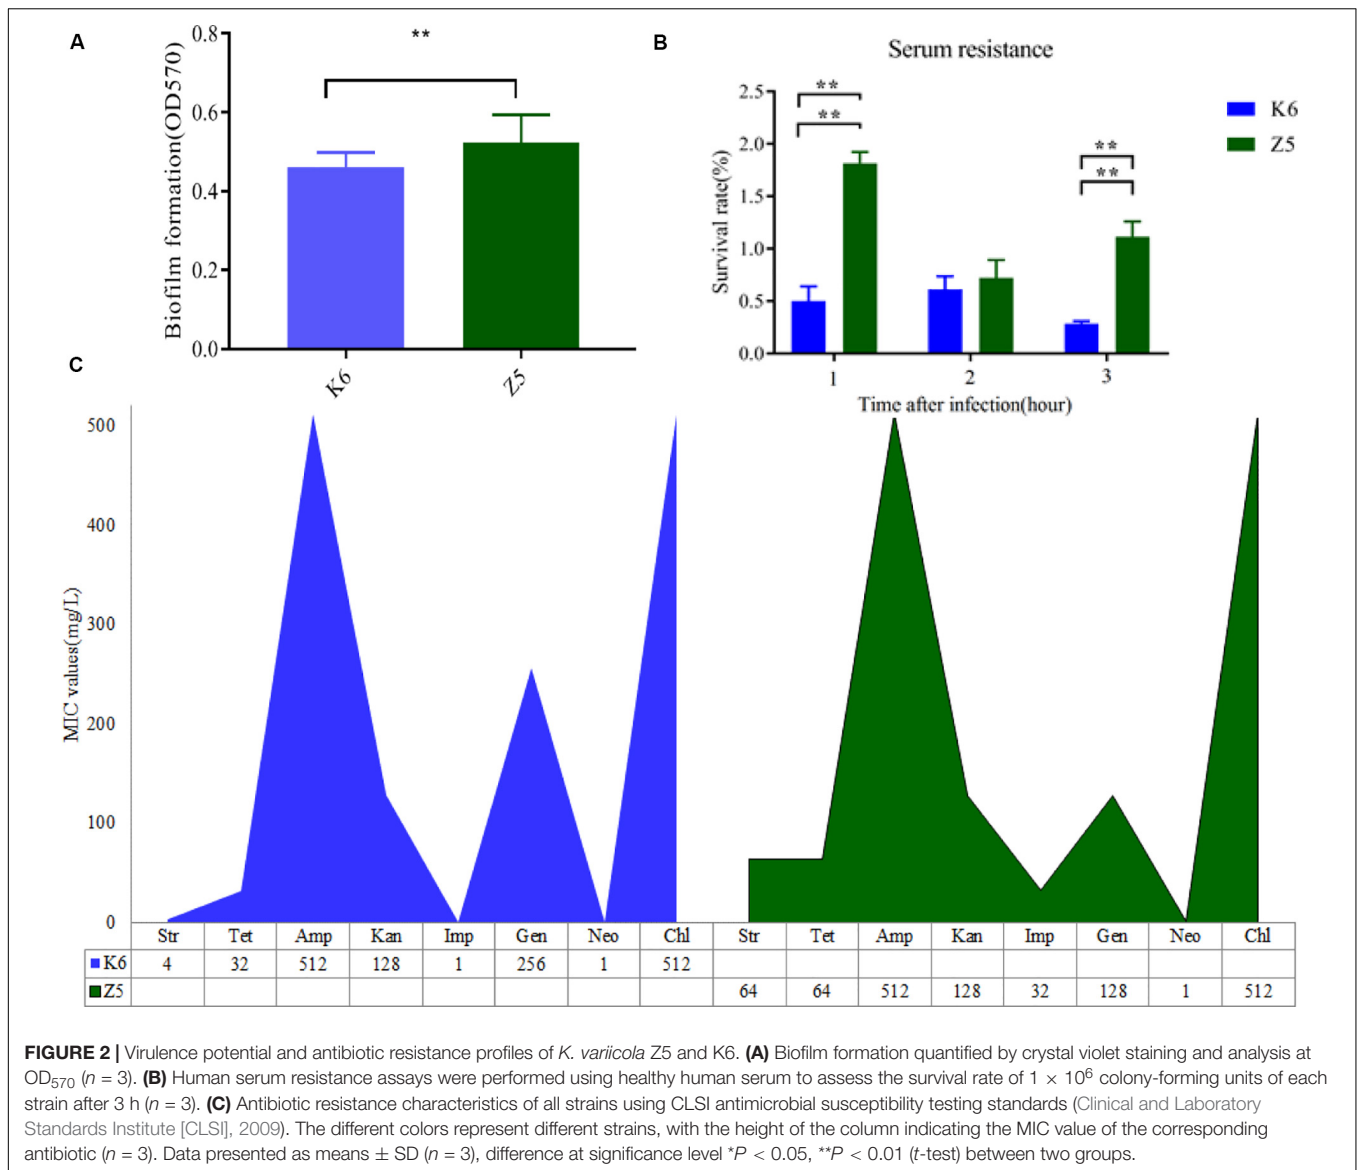 A
0.8
0.6
0.4
0.2
0.0
Biofilm formation(OD570)
**
K6
Z5
B
Serum resistance
2.5
2.0
1.5
1.0
0.5
0.0
Survival rate(%)
**
**
**
**
K6
Z5
1 2 3
Time after infection(hour)
C
500
400
300
200
100
0
MIC values(mg/L)
Str Tet Amp Kan Imp Gen Neo Chl Str Tet Amp Kan Imp Gen Neo Chl
K6 4 32 512 128 1 256 1 512
Z5 64 64 512 128 32 128 1 512
FIGURE 2 | Virulence potential and antibiotic resistance profiles of K. variicola Z5 and K6. (A) Biofilm formation quantified by crystal violet staining and analysis at
OD570 (n = 3). (B) Human serum resistance assays were performed using healthy human serum to assess the survival rate of 1 × 10⁶ colony-forming units of each
strain after 3 h (n = 3). (C) Antibiotic resistance characteristics of all strains using CLSI antimicrobial susceptibility testing standards (Clinical and Laboratory
Standards Institute [CLSI], 2009). The different colors represent different strains, with the height of the column indicating the MIC value of the corresponding
antibiotic (n = 3). Data presented as means ± SD (n = 3), difference at significance level *P < 0.05, **P < 0.01 (t-test) between two groups.